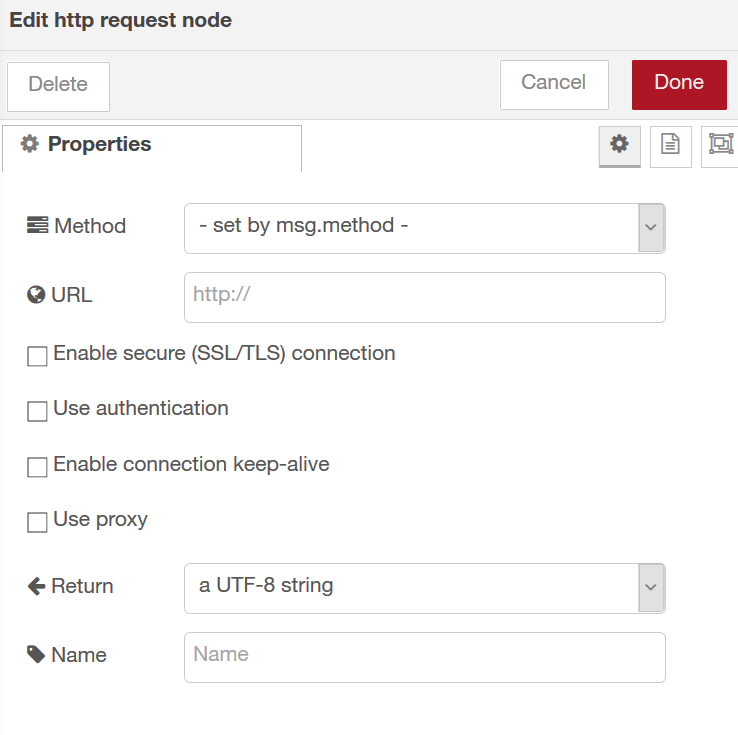 Edit http request node
Delete
Cancel
Done
Properties
Method
- set by msg.method -
URL
http://
Enable secure (SSL/TLS) connection
Use authentication
Enable connection keep-alive
Use proxy
Return
a UTF-8 string
Name
Name